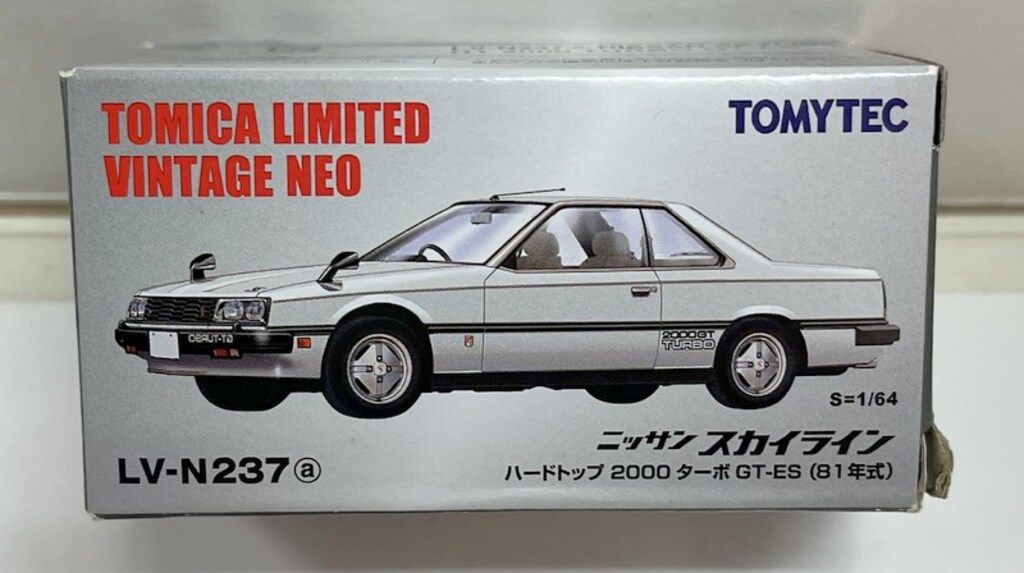 TOMICA LIMITED
VINTAGE NEO
TOMYTEC
2000GT
TURBO
S=1/64
ニッサン スカイライン
LV-N237ⓐ
ハードトップ 2000 ターボ GT-ES (81年式)